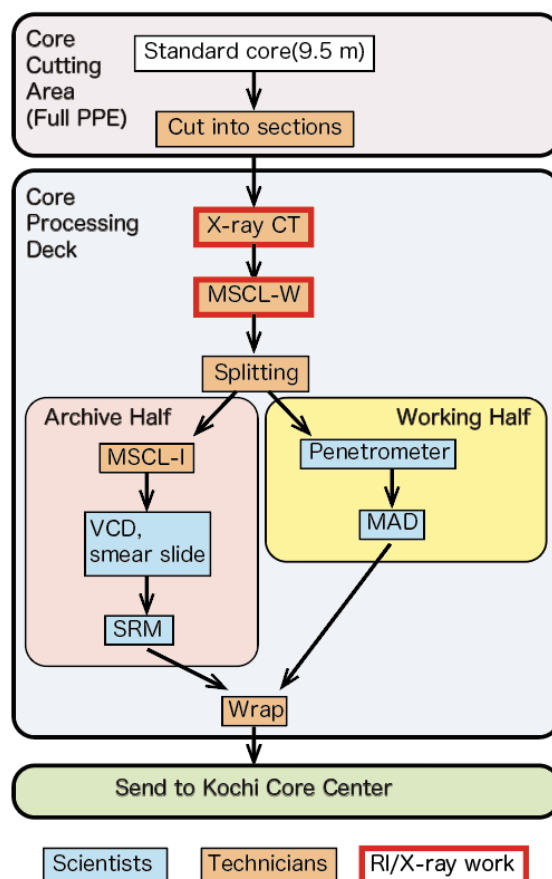 Core
Cutting
Area
(Full PPE)
Standard core(9.5 m)
Cut into sections
Core
Processing
Deck
X-ray CT
MSCL-W
Splitting
Archive Half
MSCL-I
VCD,
smear slide
SRM
Working Half
Penetrometer
MAD
Wrap
Send to Kochi Core Center
Scientists
Technicians
RI/X-ray work